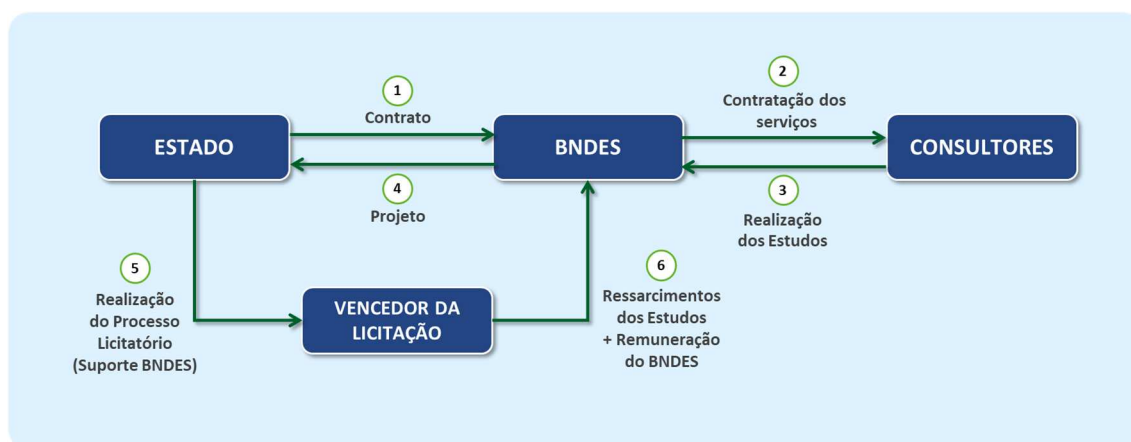 1
Contrato
2
Contratação dos
serviços
ESTADO
BNDES
CONSULTORES
4
Projeto
3
Realização
dos Estudos
5
Realização
do Processo
Licitatório
(Suporte BNDES)
VENCEDOR DA
LICITAÇÃO
6
Ressarcimentos
dos Estudos
+ Remuneração
do BNDES